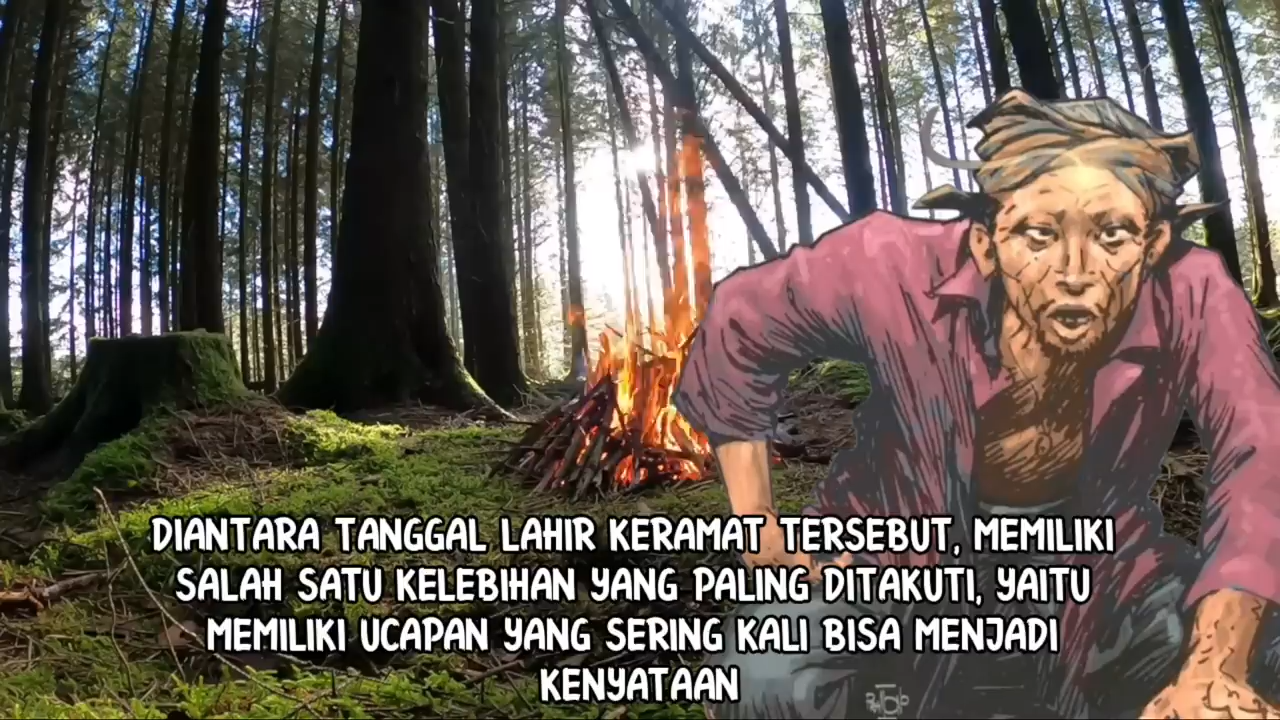 DIANTARA TANGGAL LAHIR KERAMAT TERSEBUT, MEMILIKI
SALAH SATU KELEBIHAN YANG PALING DITAKUTI, YAITU
MEMILIKI UCAPAN YANG SERING KALI BISA MENJADI
KENYATAAN